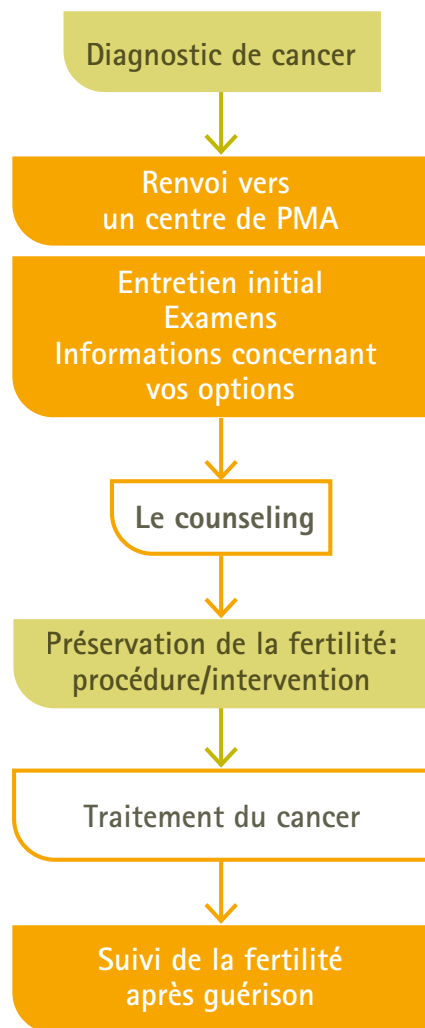 Diagnostic de cancer
Renvoi vers
un centre de PMA
Entretien initial
Examens
Informations concernant
vos options
Le counseling
Préservation de la fertilité:
procédure/intervention
Traitement du cancer
Suivi de la fertilité
après guérison